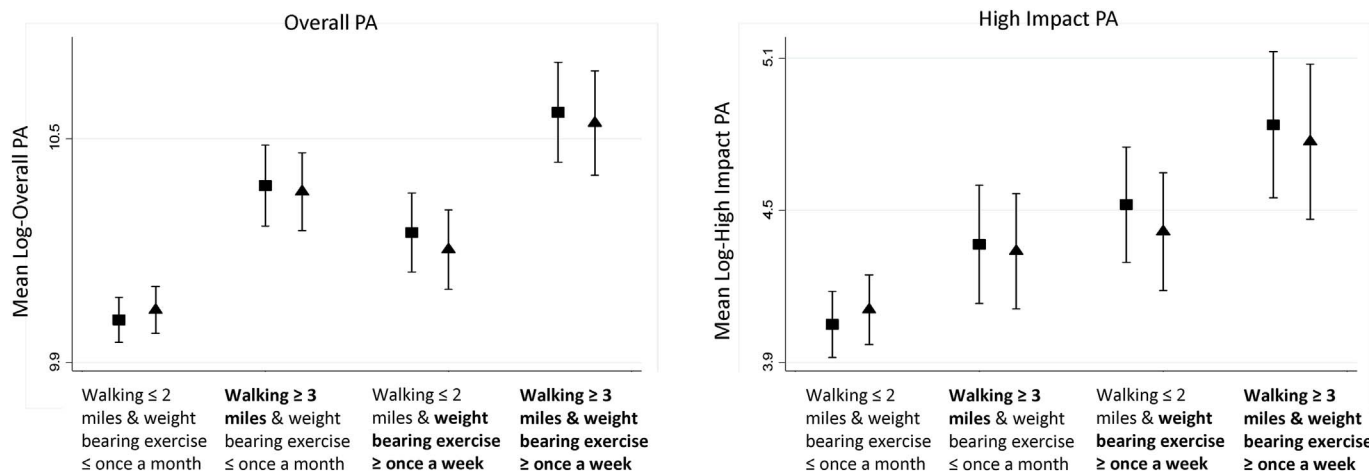 Overall PA
Mean Log-Overall PA
10.5
9.9
Walking ≤ 2
miles & weight
bearing exercise
≤ once a month
Walking ≥ 3
miles & weight
bearing exercise
≤ once a month
Walking ≤ 2
miles & weight
bearing exercise
≥ once a week
Walking ≥ 3
miles & weight
bearing exercise
≥ once a week
High Impact PA
Mean Log-High Impact PA
5.1
4.5
3.9
Walking ≤ 2
miles & weight
bearing exercise
≤ once a month
Walking ≥ 3
miles & weight
bearing exercise
≤ once a month
Walking ≤ 2
miles & weight
bearing exercise
≥ once a week
Walking ≥ 3
miles & weight
bearing exercise
≥ once a week